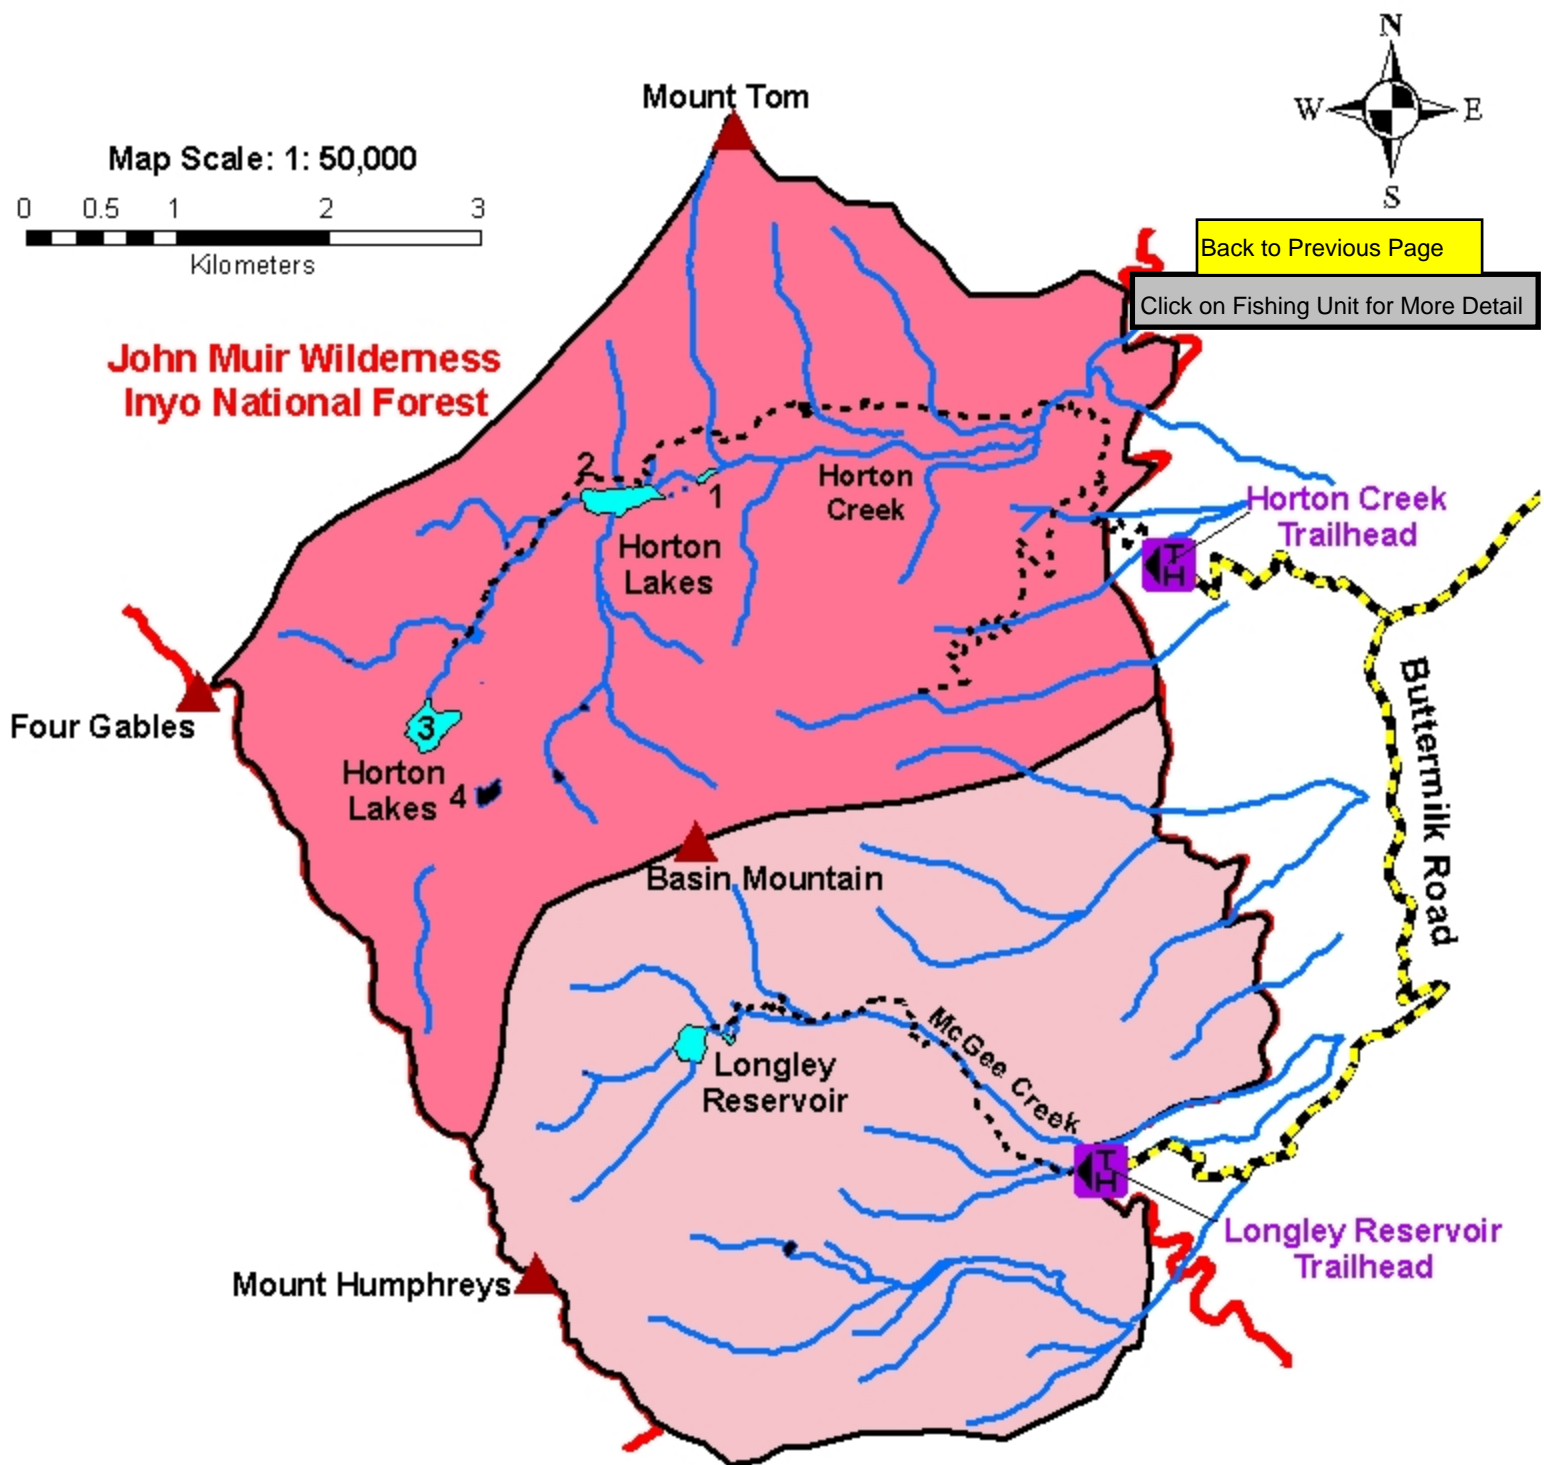 N
W
E
S
Mount Tom
Map Scale: 1: 50,000
0 0.5 1 2 3
Kilometers
Back to Previous Page
Click on Fishing Unit for More Detail
John Muir Wilderness
Inyo National Forest
2
1
Horton
Creek
Horton
Lakes
Horton Creek
Trailhead
T
H
Four Gables
3
Horton
Lakes 4
Buttermilk Road
Basin Mountain
McGee Creek
Longley
Reservoir
T
H
Longley Reservoir
Trailhead
Mount Humphreys